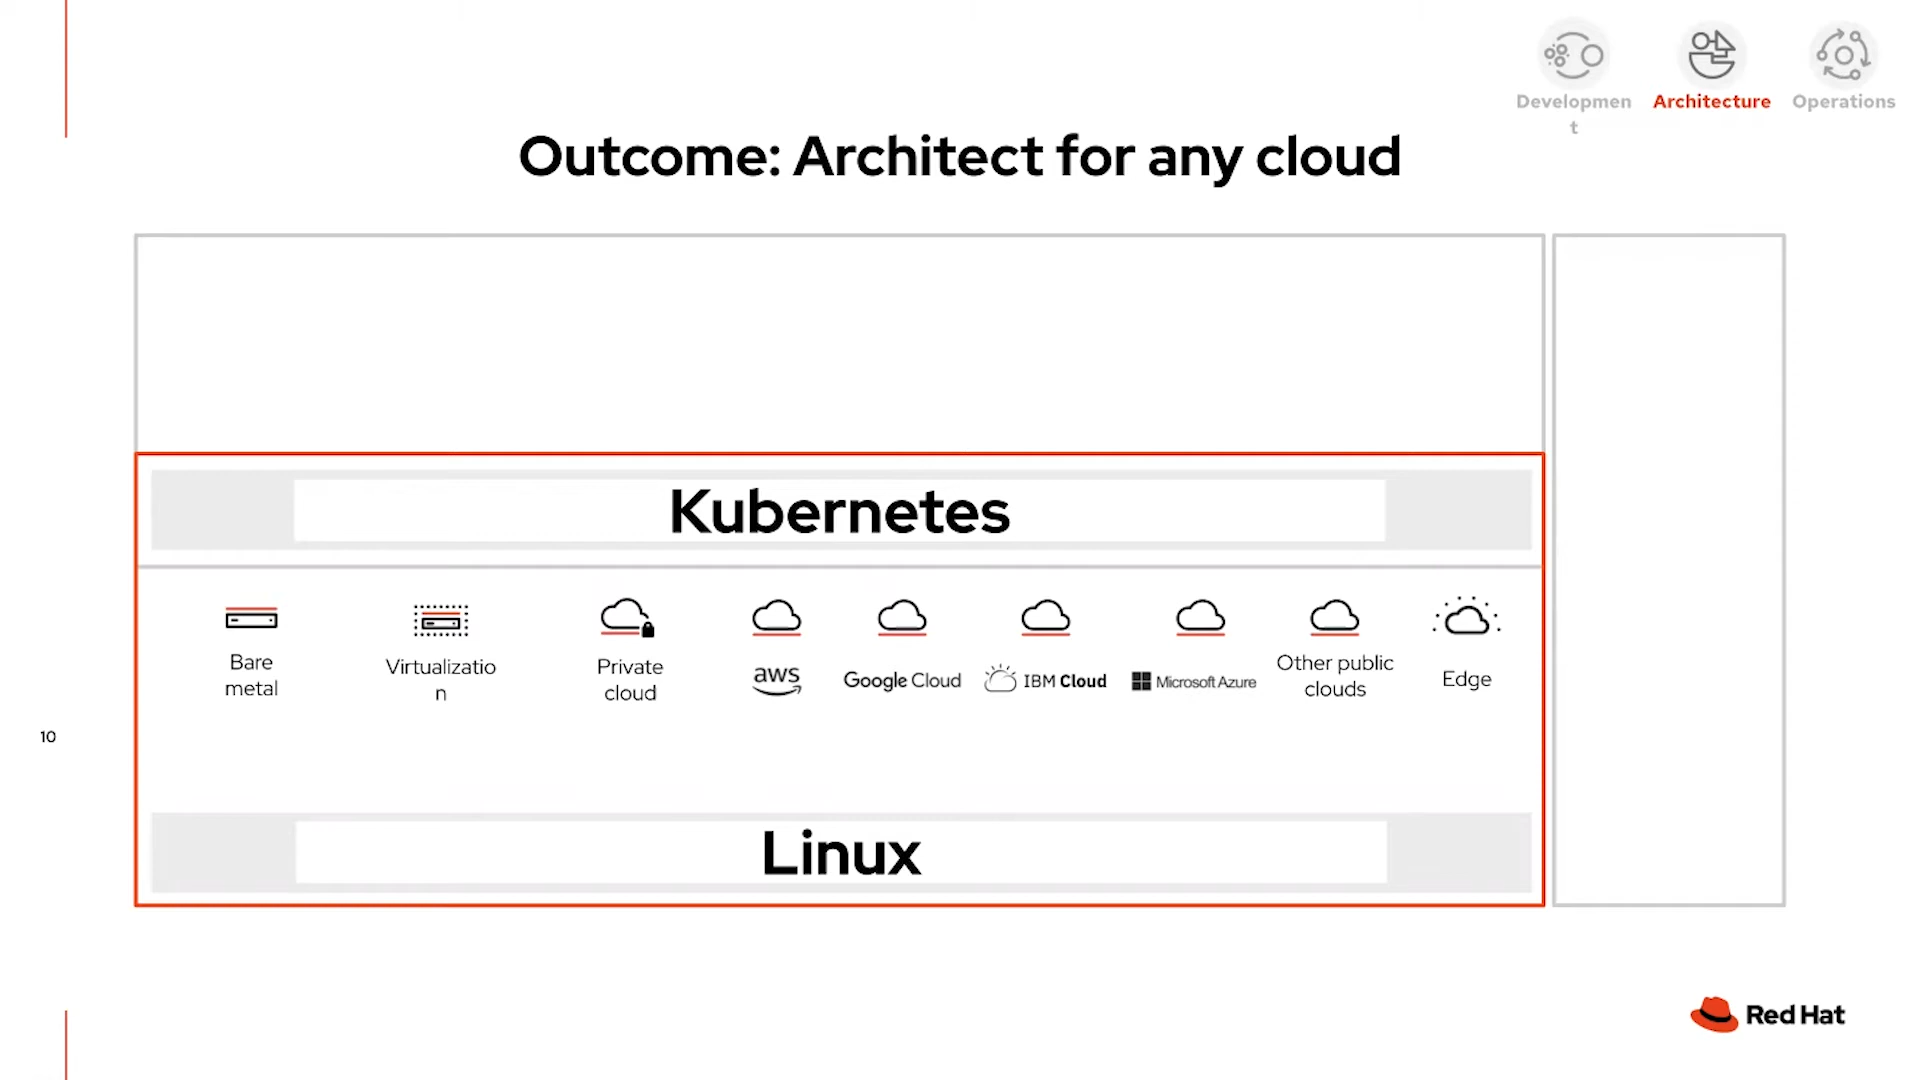 Developmen
t
Architecture
Operations
Outcome: Architect for any cloud
Kubernetes
Bare
metal
Virtualizatio
n
Private
cloud
aws
Google Cloud
IBM Cloud
Microsoft Azure
Other public
clouds
Edge
10
Linux
Red Hat